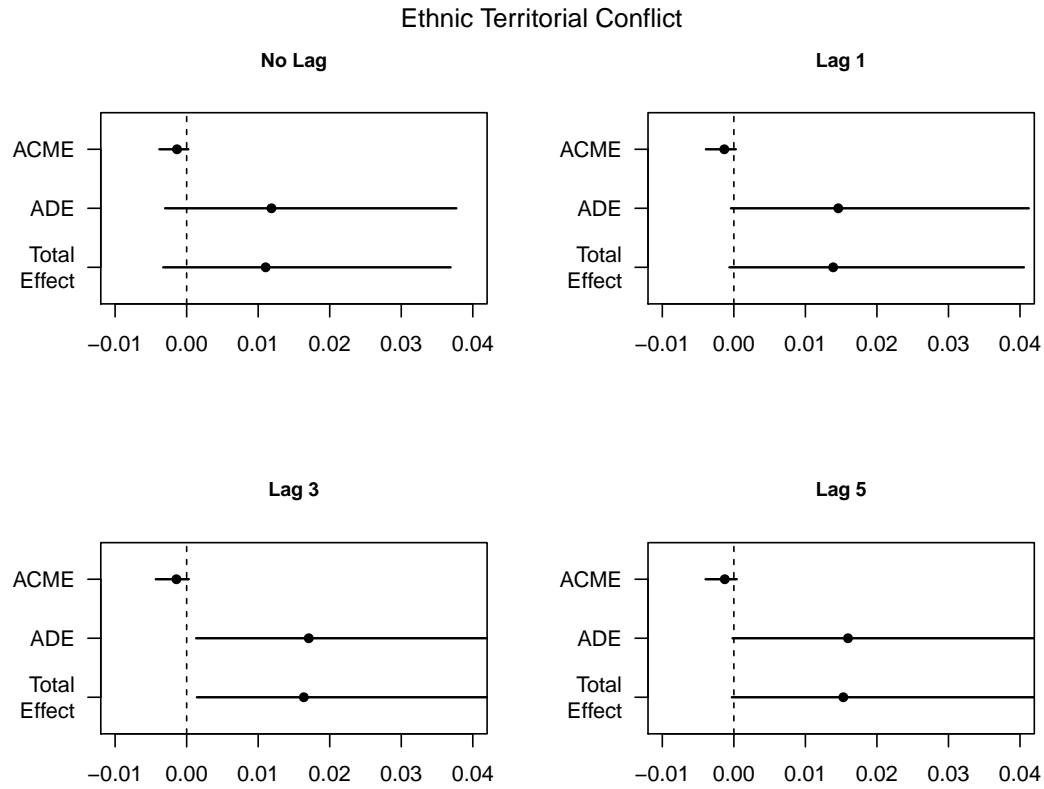 Ethnic Territorial Conflict
No Lag
ACME
ADE
Total
Effect
−0.01 0.00 0.01 0.02 0.03 0.04
Lag 1
ACME
ADE
Total
Effect
−0.01 0.00 0.01 0.02 0.03 0.04
Lag 3
ACME
ADE
Total
Effect
−0.01 0.00 0.01 0.02 0.03 0.04
Lag 5
ACME
ADE
Total
Effect
−0.01 0.00 0.01 0.02 0.03 0.04